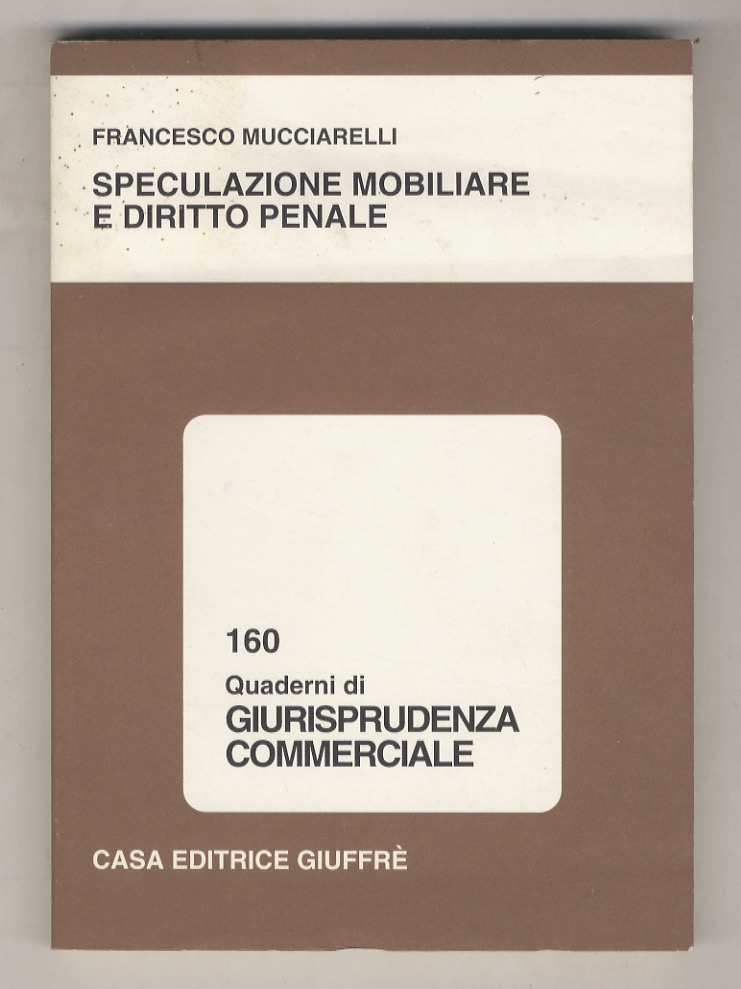 FRANCESCO MUCCIARELLI
SPECULAZIONE MOBILIARE
E DIRITTO PENALE
160
Quaderni di
GIURISPRUDENZA
COMMERCIALE
CASA EDITRICE GIUFFRÈ